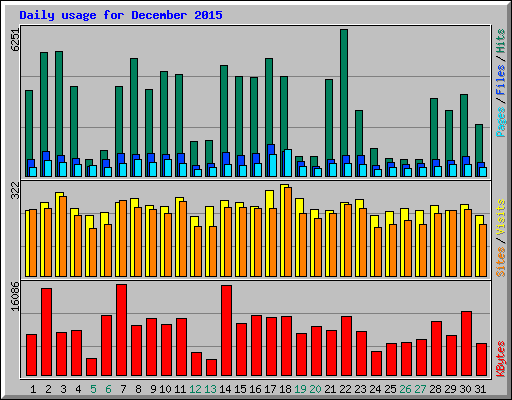 Daily usage for December 2015
6251
Pages / Files / Hits
322
Sites / Visits
16086
KBytes
1 2 3 4 5 6 7 8 9 10 11 12 13 14 15 16 17 18 19 20 21 22 23 24 25 26 27 28 29 30 31